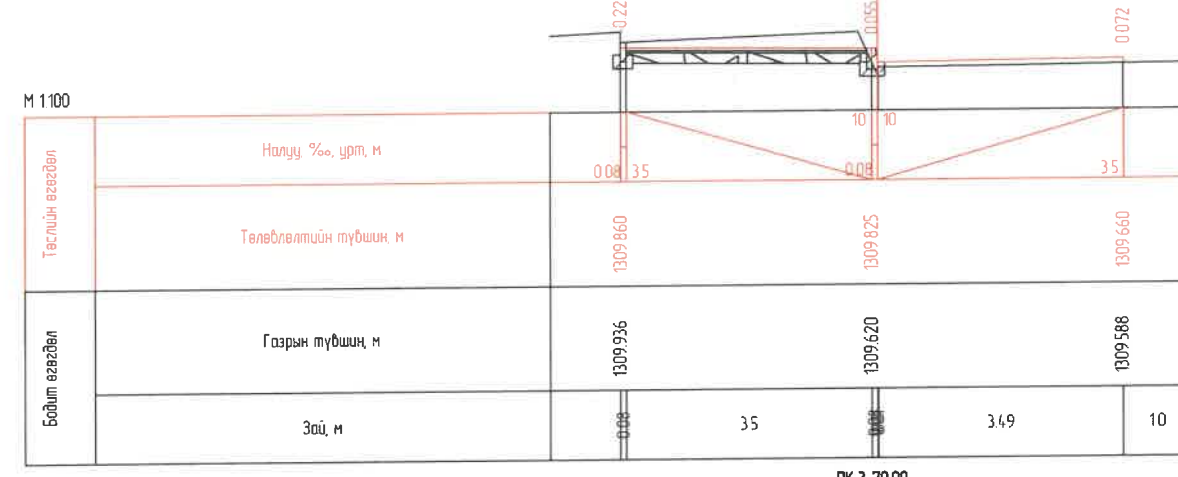 0.22
0.055
0.072
М 1:100
Төслийн өгөгдөл
Налуу, ‰, урт, м
10 10
0.08 3.5
0.08
3.5
Төлөвлөлтийн түвшин, м
1309.860
1309.825
1309.660
Бодит өгөгдөл
Газрын түвшин, м
1309.936
1309.620
1309.588
Зай, м
0.08
3.5
3.49
10